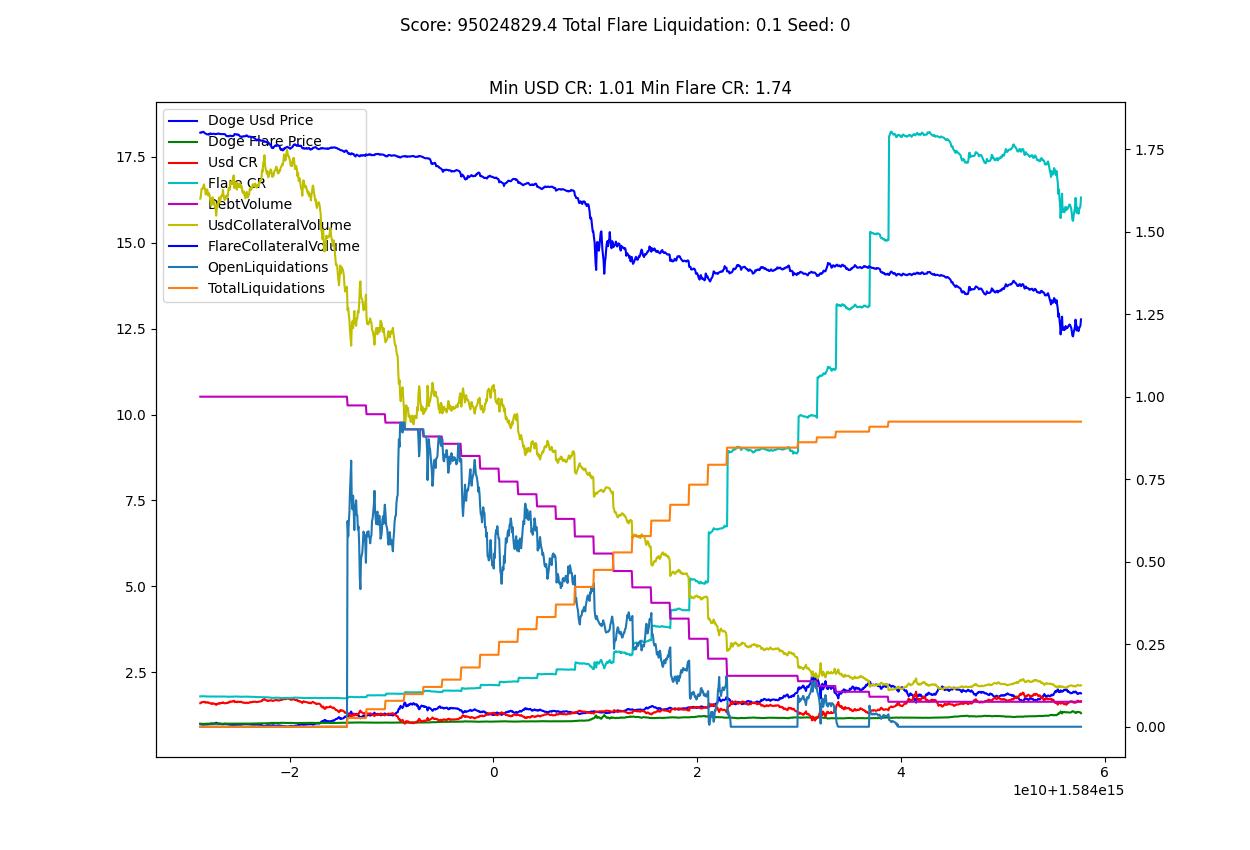 Score: 95024829.4 Total Flare Liquidation: 0.1 Seed: 0
Min USD CR: 1.01 Min Flare CR: 1.74
Doge Usd Price
Doge Flare Price
Usd CR
Flare CR
DebtVolume
UsdCollateralVolume
FlareCollateralVolume
OpenLiquidations
TotalLiquidations
17.5
15.0
12.5
10.0
7.5
5.0
2.5
1.75
1.50
1.25
1.00
0.75
0.50
0.25
0.00
−2 0 2 4 6
1e10+1.584e15